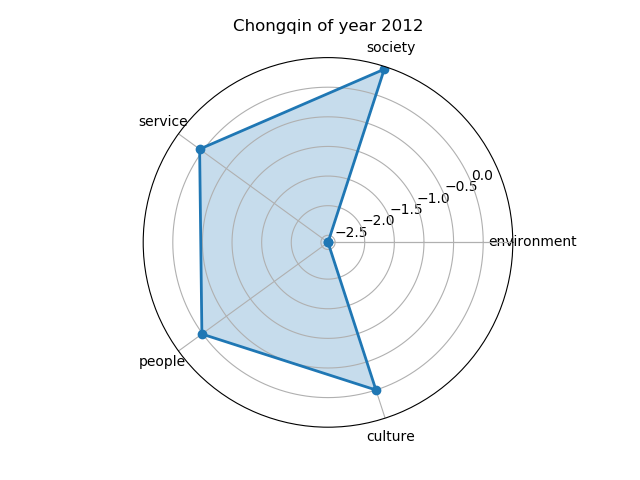 Chongqin of year 2012
society
service
0.0
−0.5
−1.0
−1.5
−2.0
−2.5
environment
people
culture